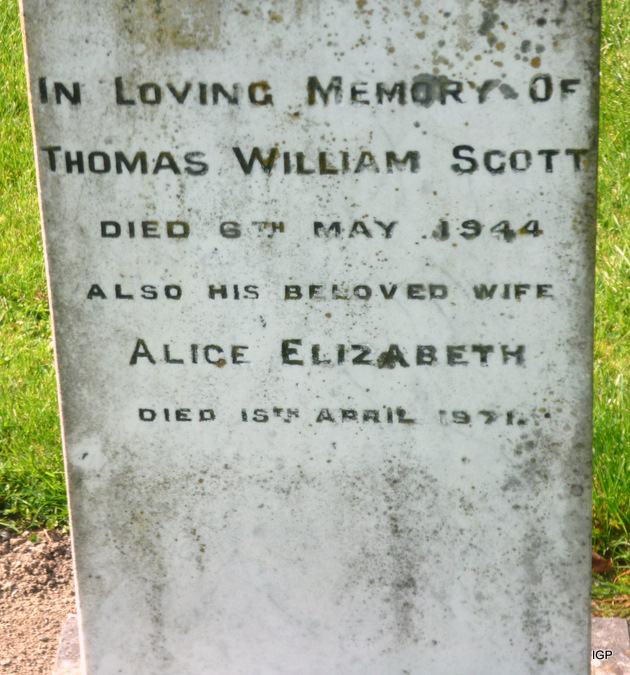 IN LOVING MEMORY OF
THOMAS WILLIAM SCOTT
DIED 6TH MAY 1944
ALSO HIS BELOVED WIFE
ALICE ELIZABETH
DIED 15TH APRIL 1971.
IGP